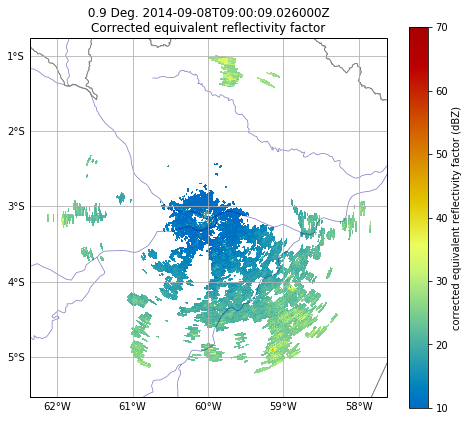 0.9 Deg. 2014-09-08T09:00:09.026000Z
Corrected equivalent reflectivity factor
1°S
2°S
3°S
4°S
5°S
62°W
61°W
60°W
59°W
58°W
70
60
50
40
30
20
10
corrected equivalent reflectivity factor (dBZ)